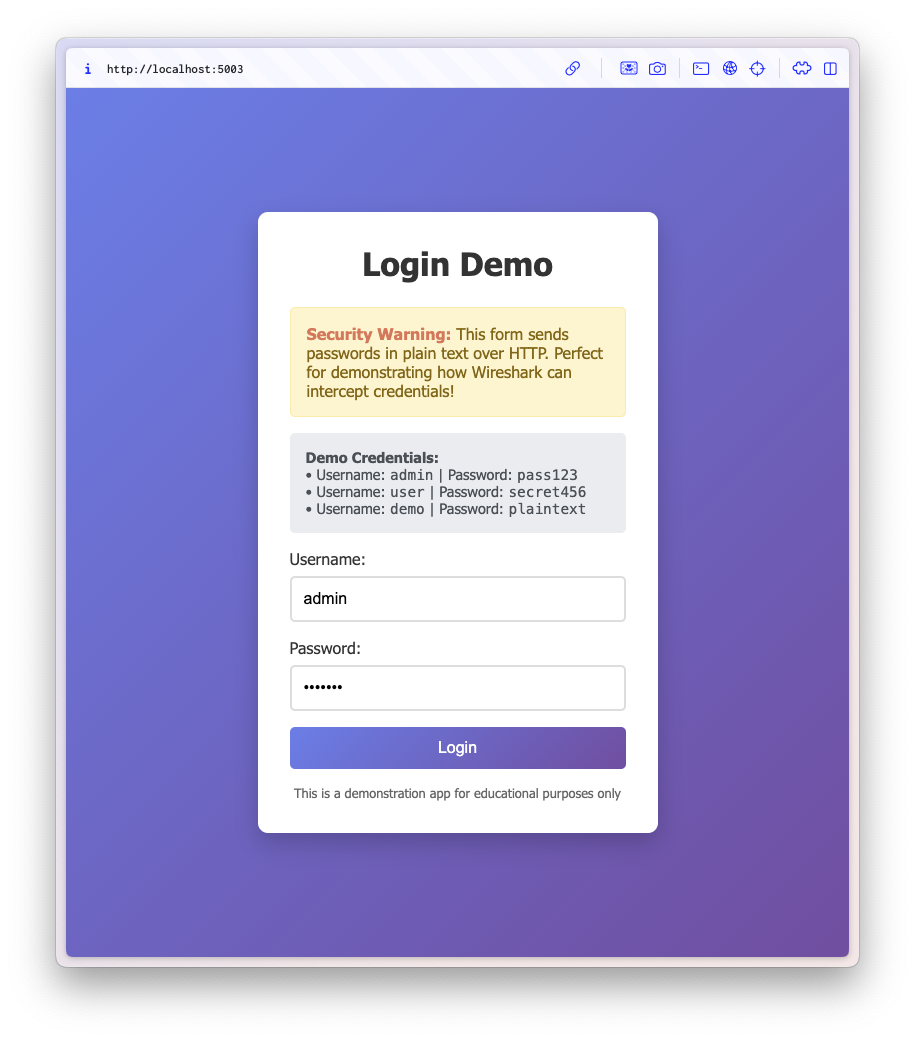 http://localhost:5003
Login Demo
Security Warning: This form sends
passwords in plain text over HTTP. Perfect
for demonstrating how Wireshark can
intercept credentials!
Demo Credentials:
• Username: admin | Password: pass123
• Username: user | Password: secret456
• Username: demo | Password: plaintext
Username:
admin
Password:
•••••••
Login
This is a demonstration app for educational purposes only